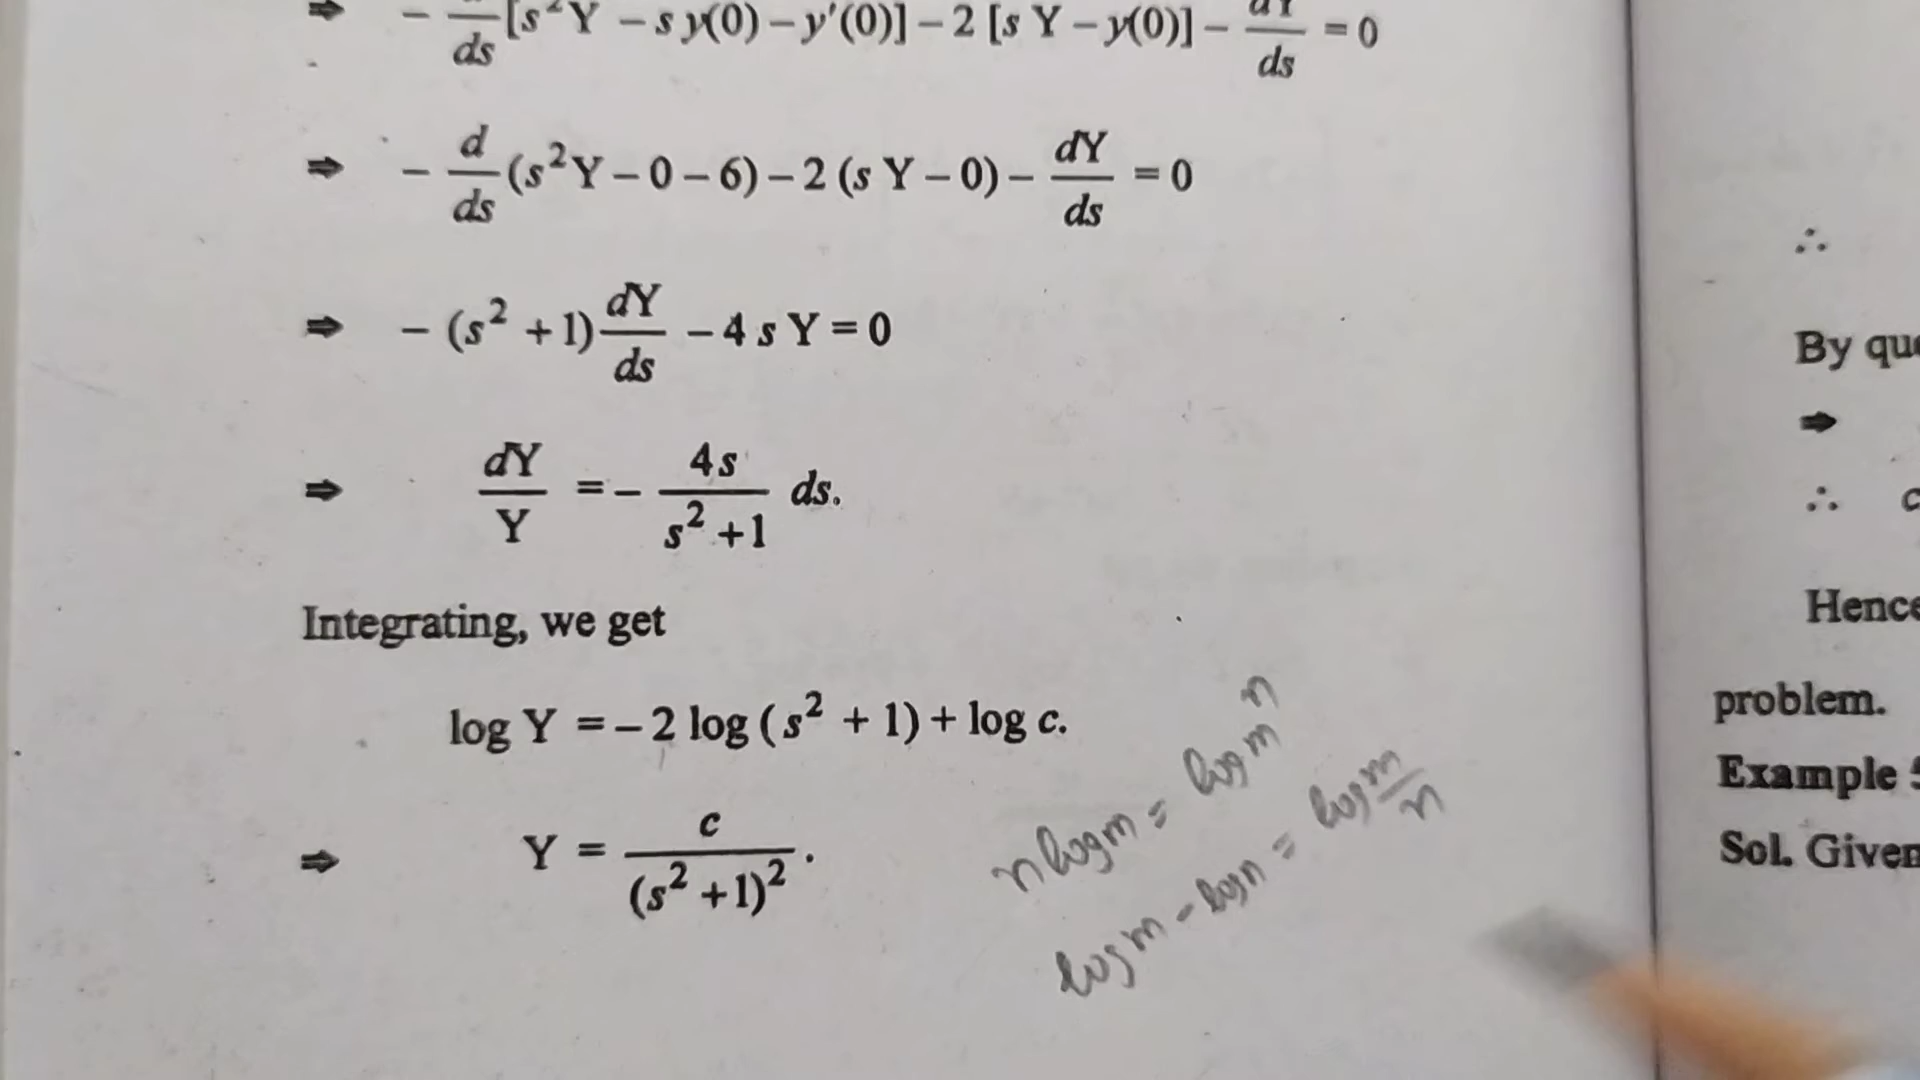 ⇒ - d/ds [s²Y - s y(0) - y'(0)] - 2 [s Y - y(0)] - dY/ds = 0
⇒ - d/ds (s²Y - 0 - 6) - 2 (s Y - 0) - dY/ds = 0
⇒ - (s² + 1) dY/ds - 4 s Y = 0
⇒ dY/Y = - 4s/(s² + 1) ds.
Integrating, we get
log Y = - 2 log (s² + 1) + log c.
⇒ Y = c/(s² + 1)².
n log m = log mⁿ
log m - log n = log m/n
∴
By
⇒
∴ c
Hence
problem.
Example
Sol. Given